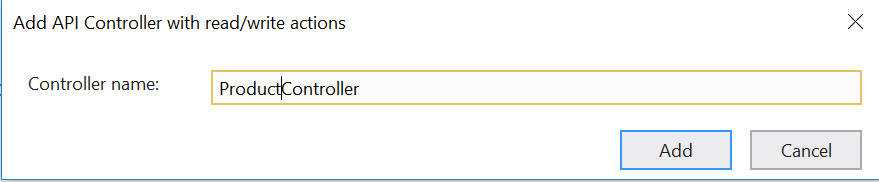 Add API Controller with read/write actions
Controller name:
ProductController
Add
Cancel